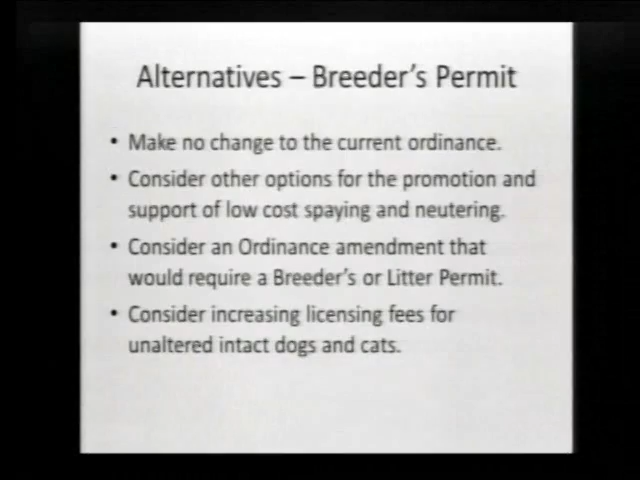 Alternatives – Breeder's Permit
• Make no change to the current ordinance.
• Consider other options for the promotion and
support of low cost spaying and neutering.
• Consider an Ordinance amendment that
would require a Breeder's or Litter Permit.
• Consider increasing licensing fees for
unaltered intact dogs and cats.